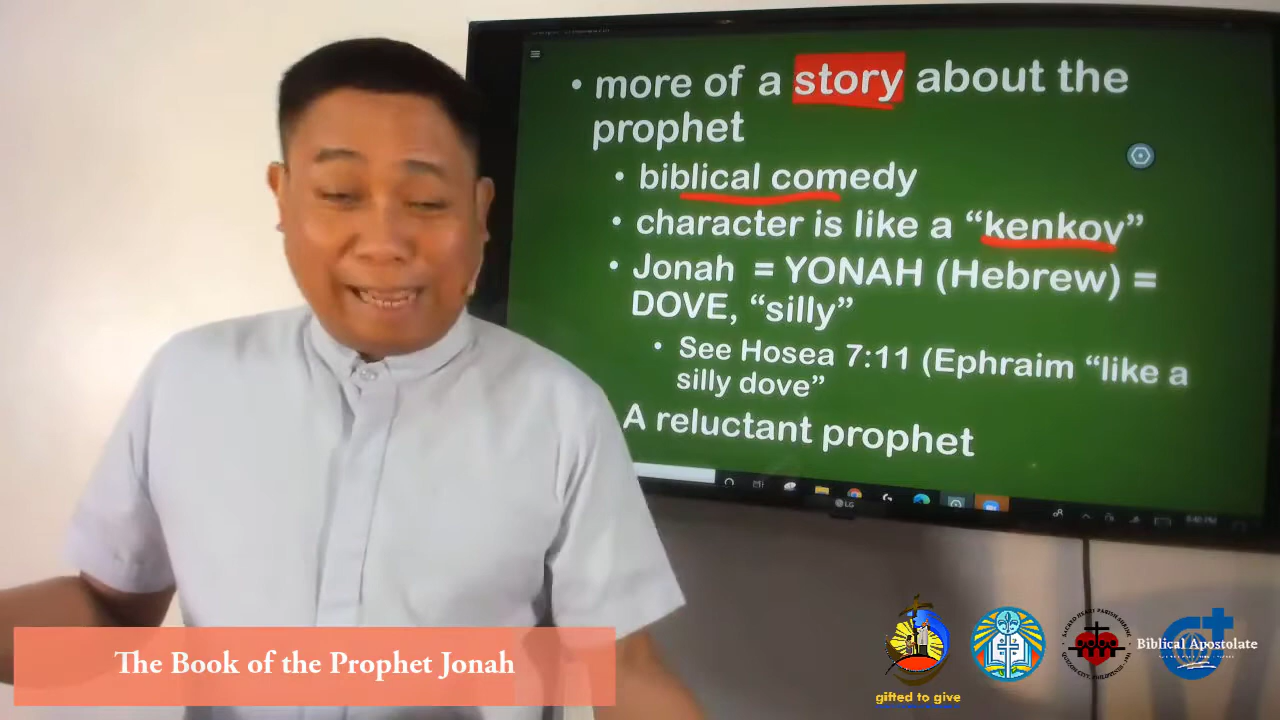 • more of a story about the
prophet
• biblical comedy
• character is like a “kenkoy”
• Jonah = YONAH (Hebrew) =
DOVE, “silly”
• See Hosea 7:11 (Ephraim “like a
silly dove”
A reluctant prophet
LG
The Book of the Prophet Jonah
gifted to give
Biblical Apostolate